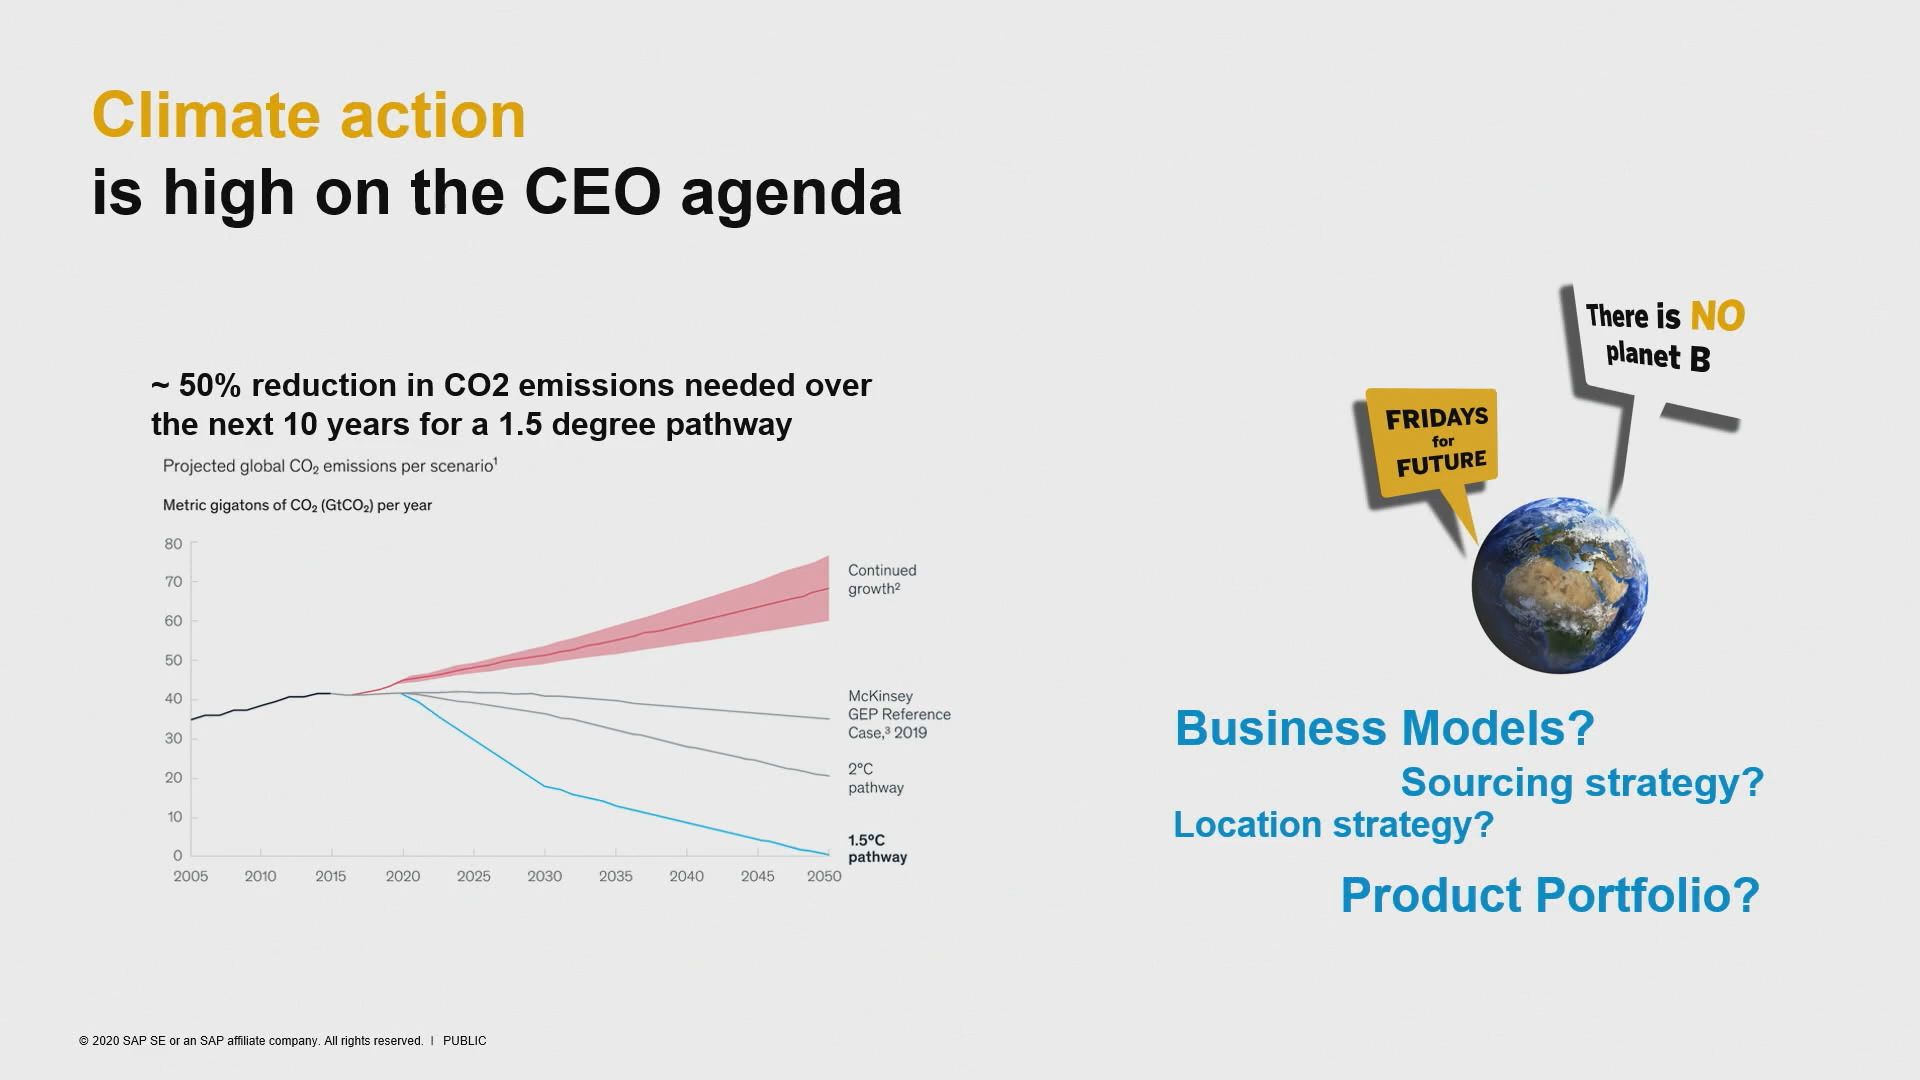 Climate action
is high on the CEO agenda
~ 50% reduction in CO2 emissions needed over
the next 10 years for a 1.5 degree pathway
Projected global CO₂ emissions per scenario¹
Metric gigatons of CO₂ (GtCO₂) per year
80
70
60
50
40
30
20
10
0
2005 2010 2015 2020 2025 2030 2035 2040 2045 2050
Continued
growth²
McKinsey
GEP Reference
Case,³ 2019
2°C
pathway
1.5°C
pathway
There is NO
planet B
FRIDAYS
for
FUTURE
Business Models?
Sourcing strategy?
Location strategy?
Product Portfolio?
© 2020 SAP SE or an SAP affiliate company. All rights reserved. | PUBLIC